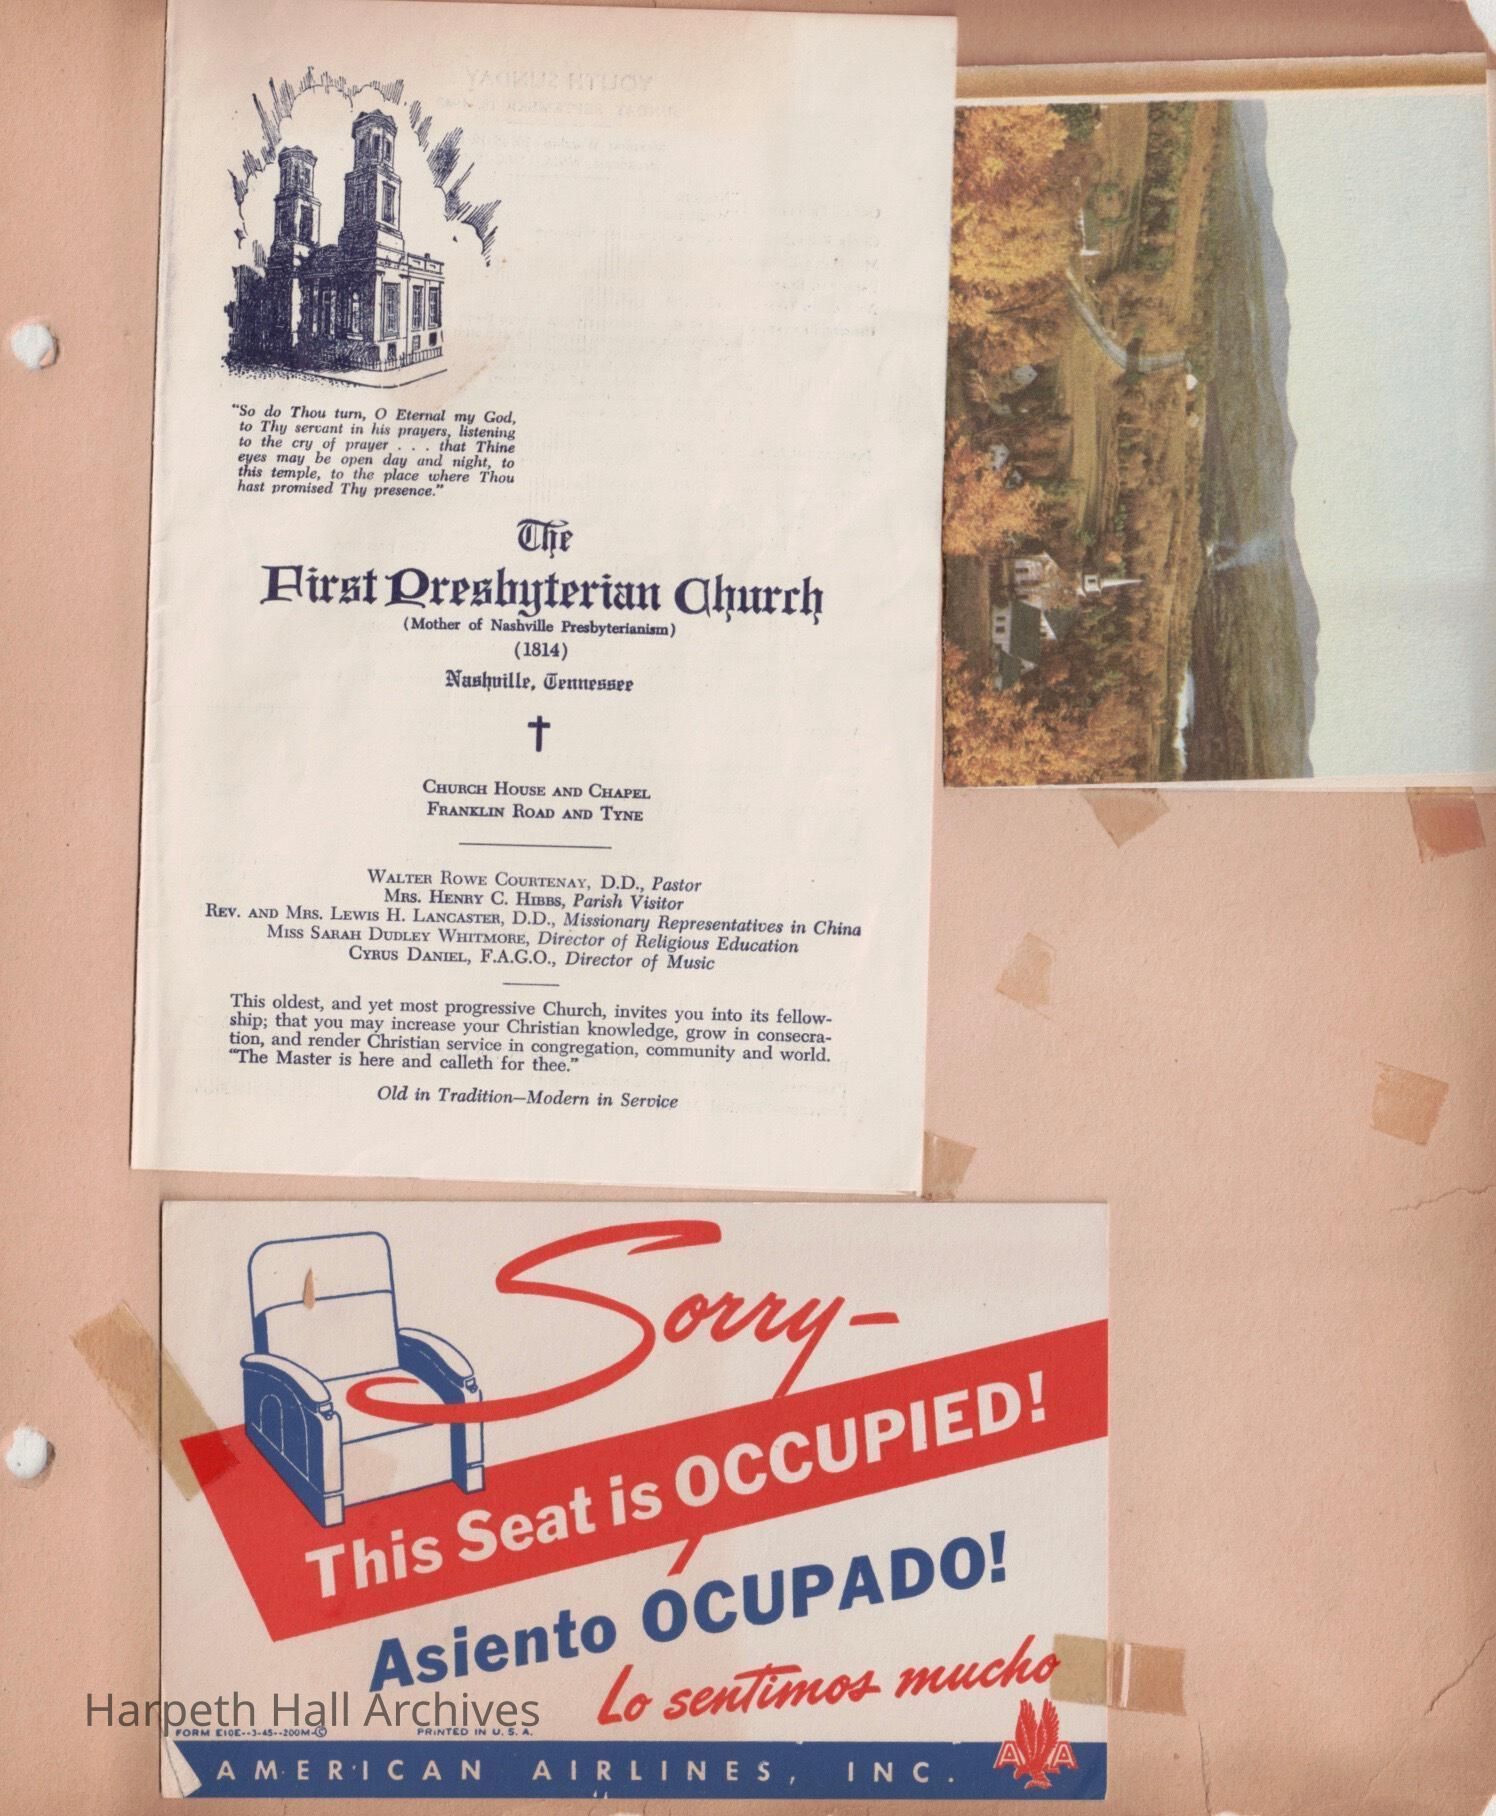 "So do Thou turn, O Eternal my God,
to Thy servant in his prayers, listening
to the cry of prayer . . . that Thine
eyes may be open day and night, to
this temple, to the place where Thou
hast promised Thy presence."
The
First Presbyterian Church
(Mother of Nashville Presbyterianism)
(1814)
Nashville, Tennessee
Church House and Chapel
Franklin Road and Tyne
Walter Rowe Courtenay, D.D., Pastor
Mrs. Henry C. Hibbs, Parish Visitor
Rev. and Mrs. Lewis H. Lancaster, D.D., Missionary Representatives in China
Miss Sarah Dudley Whitmore, Director of Religious Education
Cyrus Daniel, F.A.G.O., Director of Music
This oldest, and yet most progressive Church, invites you into its fellow-
ship; that you may increase your Christian knowledge, grow in consecra-
tion, and render Christian service in congregation, community and world.
"The Master is here and calleth for thee."
Old in Tradition—Modern in Service
Sorry—
This Seat is OCCUPIED!
Asiento OCUPADO!
Lo sentimos mucho
Harpeth Hall Archives
FORM E10E--3-45--200M-©
PRINTED IN U. S. A.
AMERICAN AIRLINES, INC.
A A